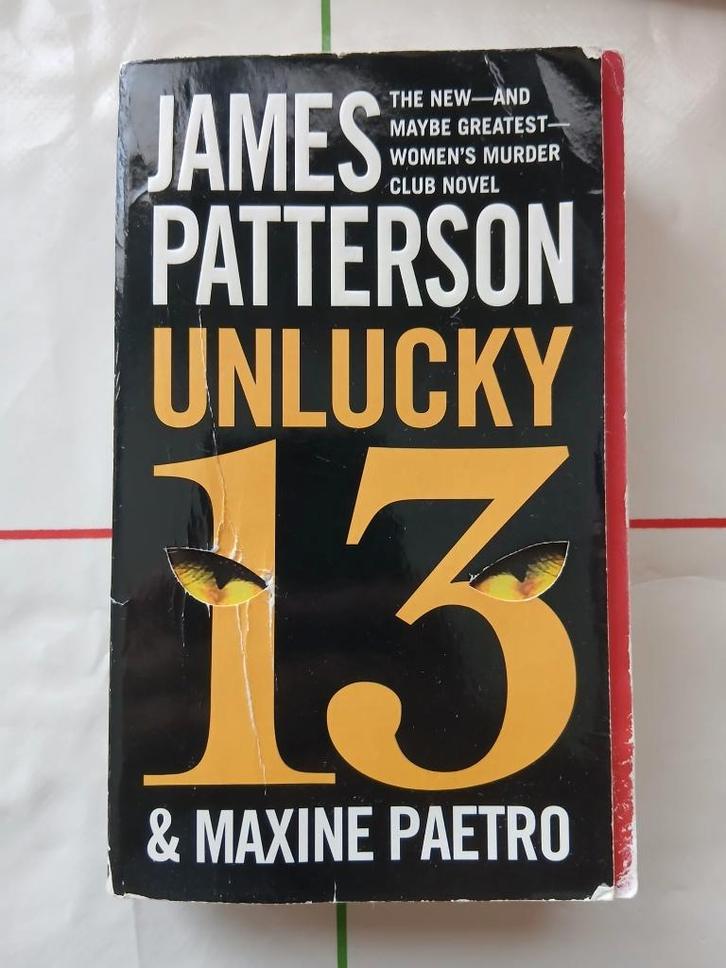 JAMES
THE NEW—AND
MAYBE GREATEST—
WOMEN'S MURDER
CLUB NOVEL
PATTERSON
UNLUCKY
13
& MAXINE PAETRO